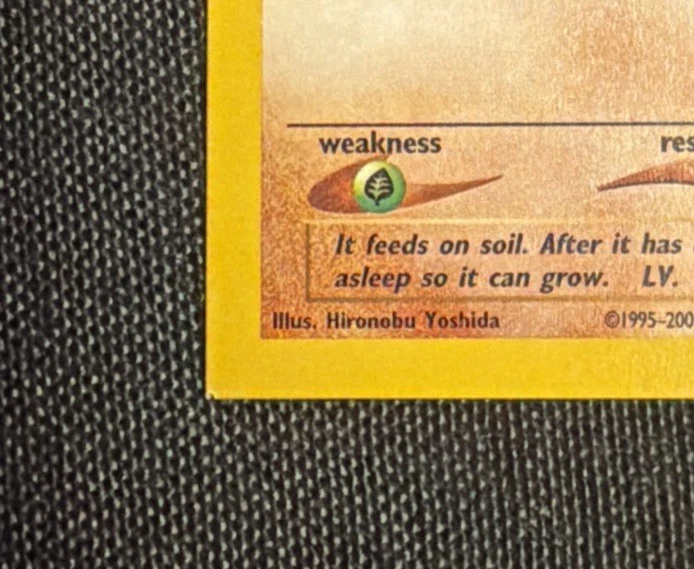 weakness res
It feeds on soil. After it has
asleep so it can grow. LV.
Illus. Hironobu Yoshida ©1995-200